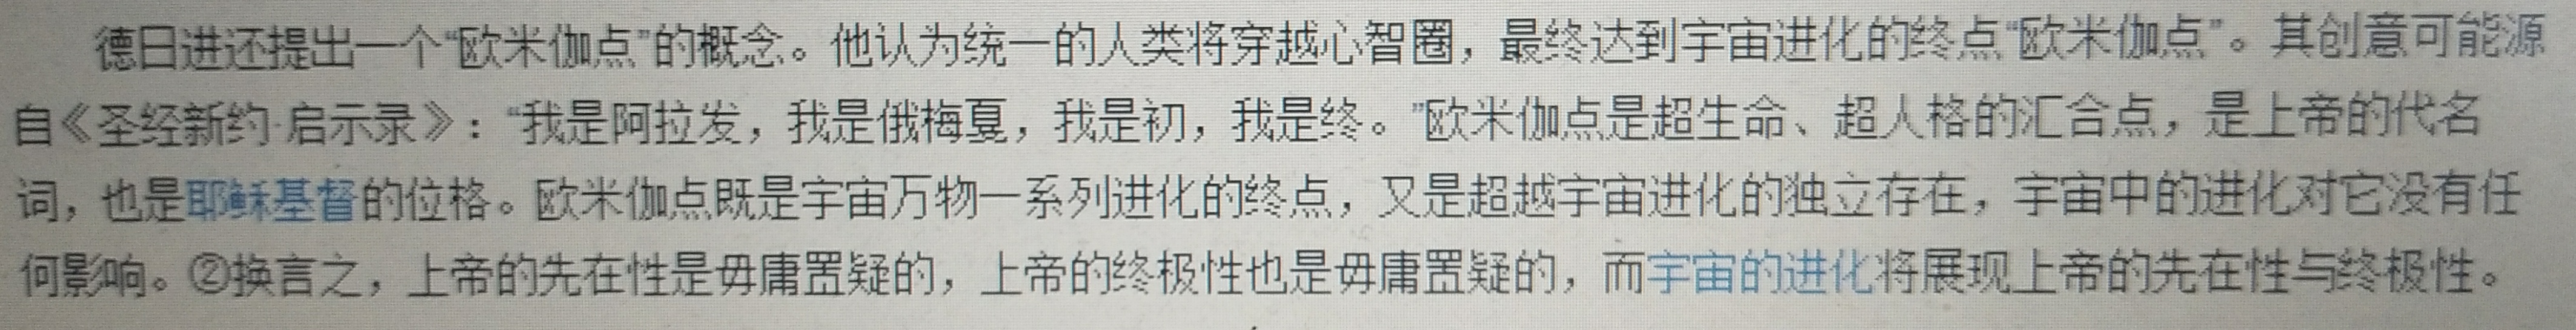 德日进还提出一个“欧米伽点”的概念。他认为统一的人类将穿越心智圈，最终达到宇宙进化的终点“欧米伽点”。其创意可能源
自《圣经新约·启示录》：“我是阿拉发，我是俄梅戛，我是初，我是终。”欧米伽点是超生命、超人格的汇合点，是上帝的代名
词，也是耶稣基督的位格。欧米伽点既是宇宙万物一系列进化的终点，又是超越宇宙进化的独立存在，宇宙中的进化对它没有任
何影响。②换言之，上帝的先在性是毋庸置疑的，上帝的终极性也是毋庸置疑的，而宇宙的进化将展现上帝的先在性与终极性。